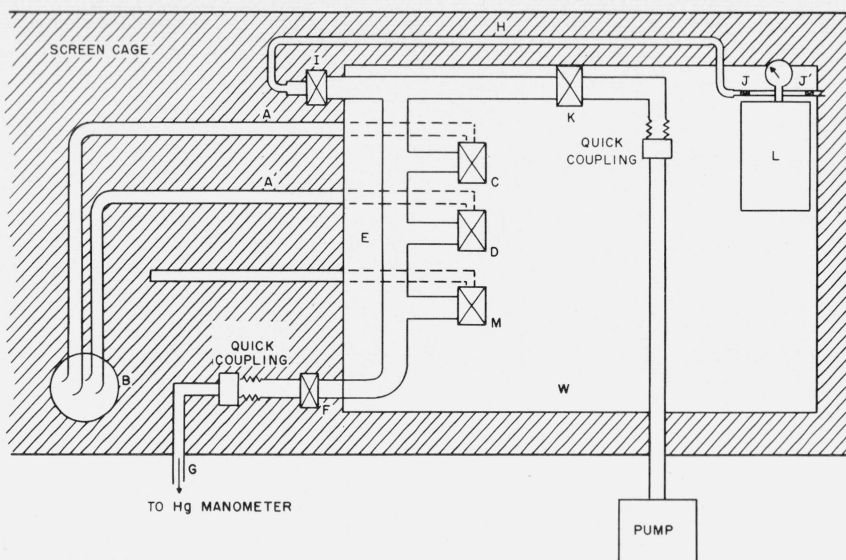 H
SCREEN CAGE
I
J
J'
A
K
QUICK
COUPLING
L
A'
C
E
D
M
QUICK
COUPLING
B
F
W
G
TO Hg MANOMETER
PUMP